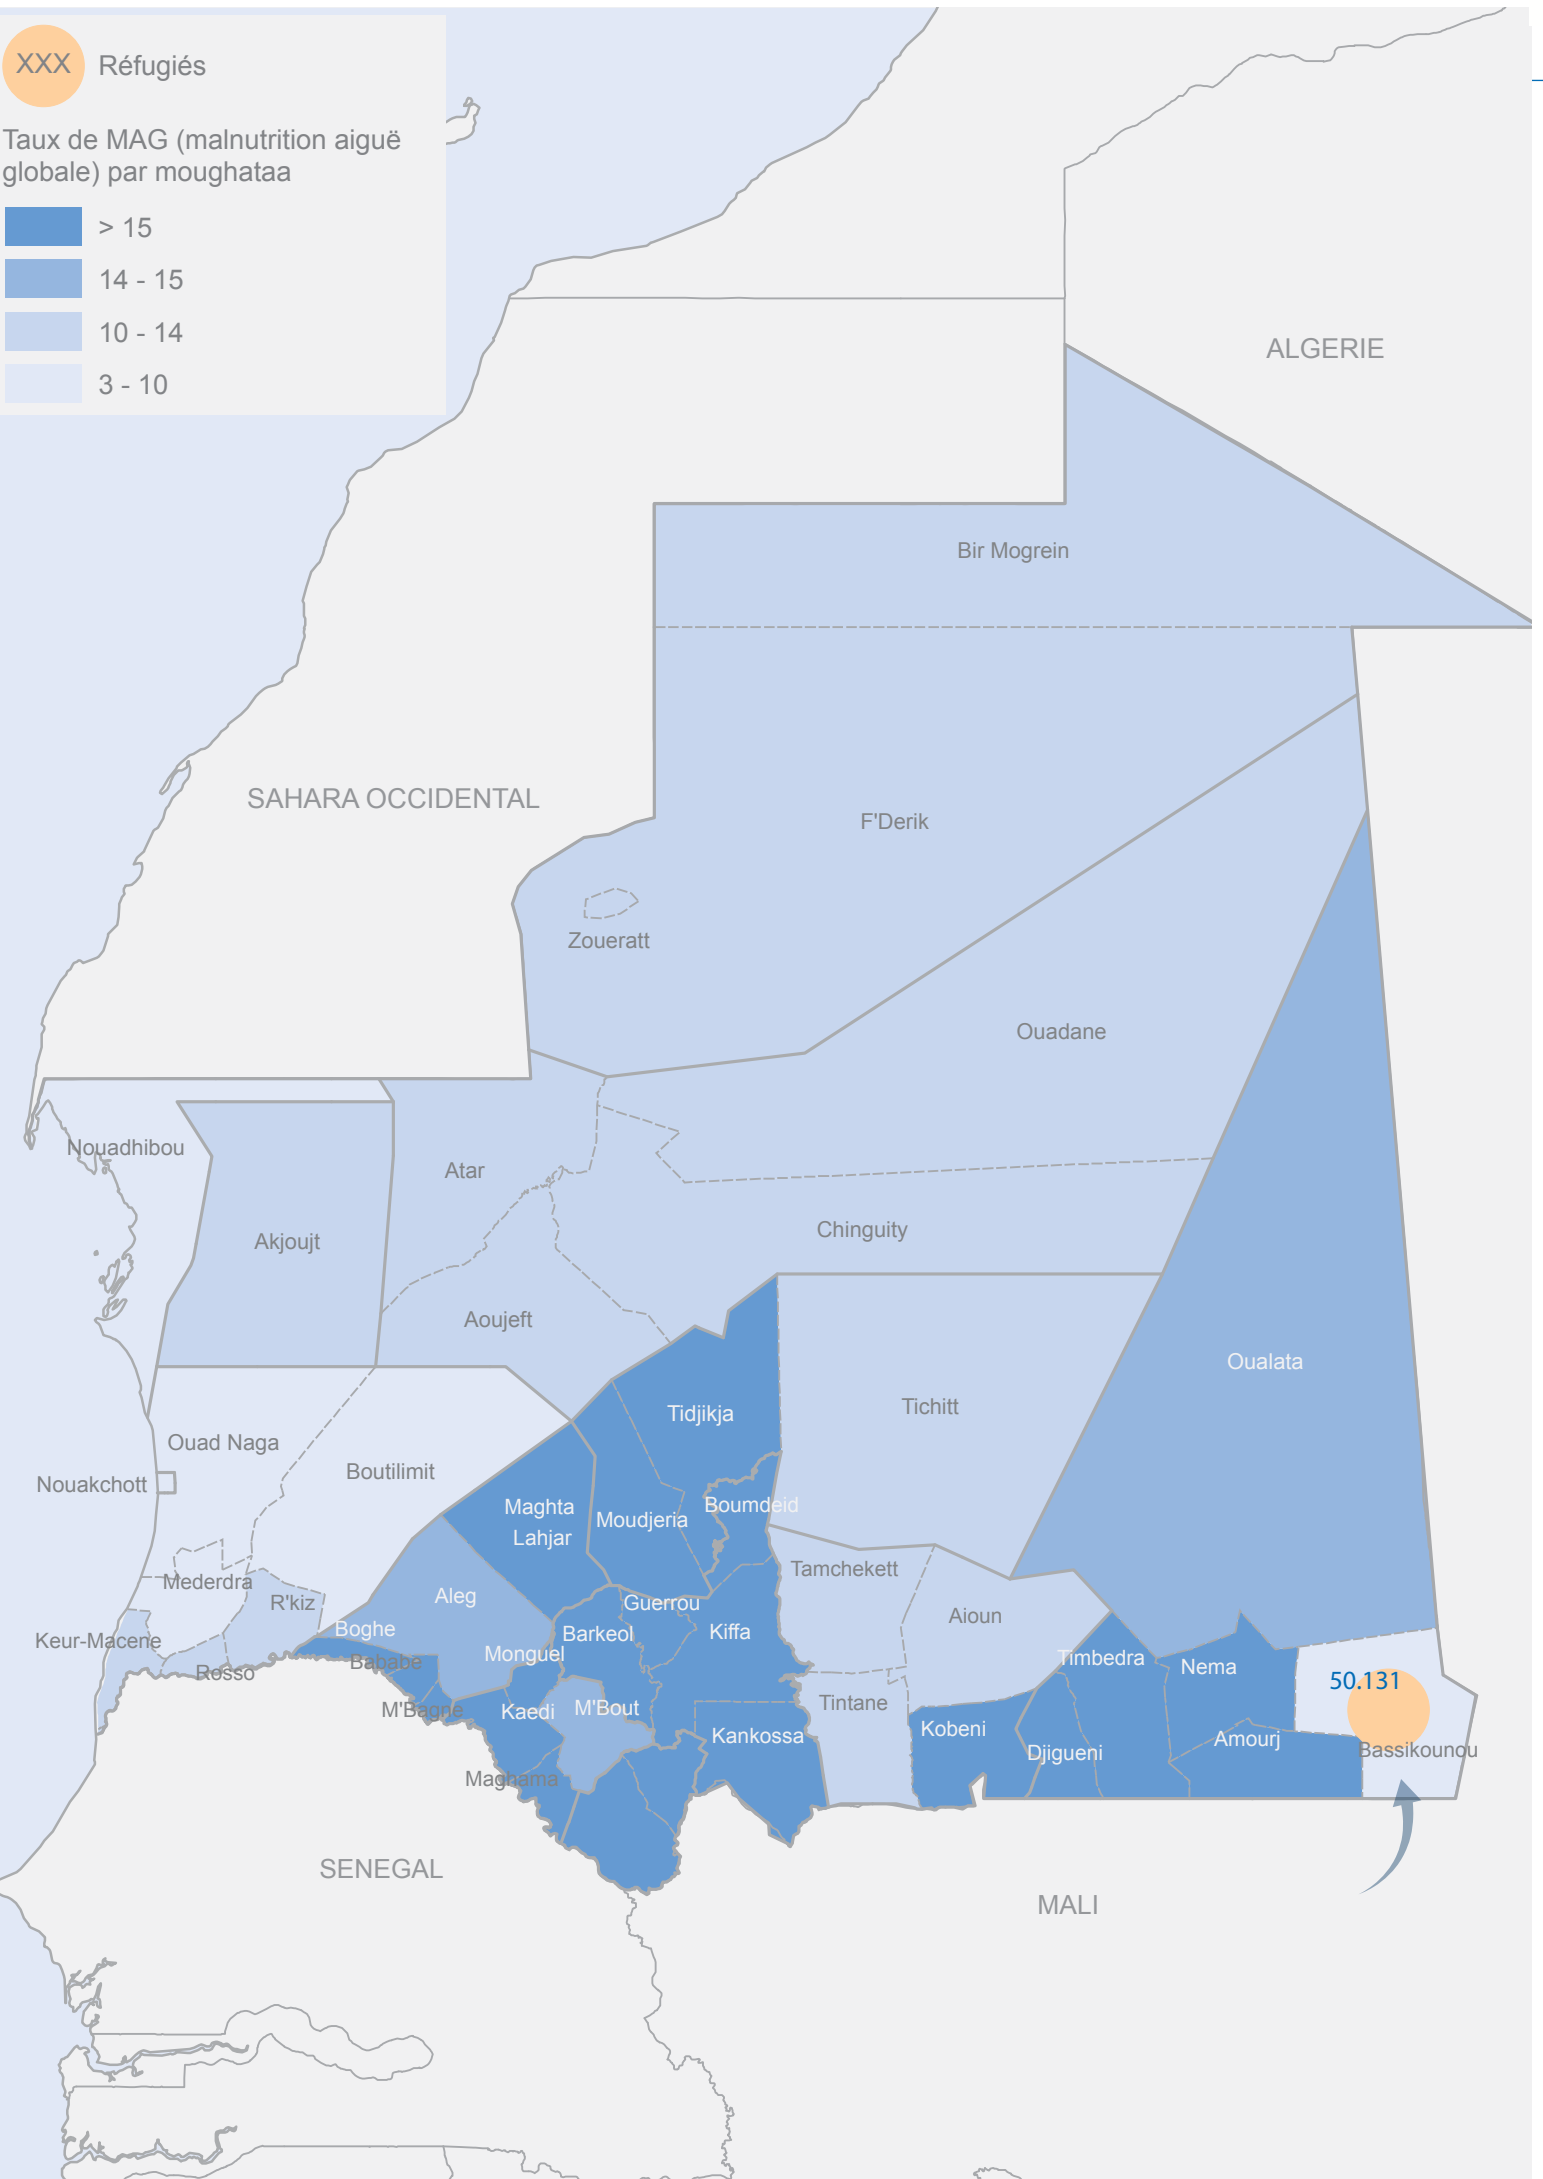 XXX Réfugiés
Taux de MAG (malnutrition aiguë
globale) par moughataa
> 15
14 - 15
10 - 14
3 - 10
ALGERIE
Bir Mogrein
SAHARA OCCIDENTAL
F'Derik
Zoueratt
Ouadane
Nouadhibou
Atar
Akjoujt
Chinguity
Aoujeft
Oualata
Tichitt
Tidjikja
Ouad Naga
Boutilimit
Nouakchott
Maghta
Lahjar
Moudjeria
Boumdeid
Tamchekett
Mederdra
R'kiz
Aleg
Guerrou
Aioun
Keur-Macene
Boghe
Barkeol
Kiffa
Monguel
Bababe
Timbedra
Nema
Rosso
50.131
M'Bagne
Kaedi
M'Bout
Tintane
Kankossa
Kobeni
Djigueni
Amourj
Bassikounou
Maghama
SENEGAL
MALI